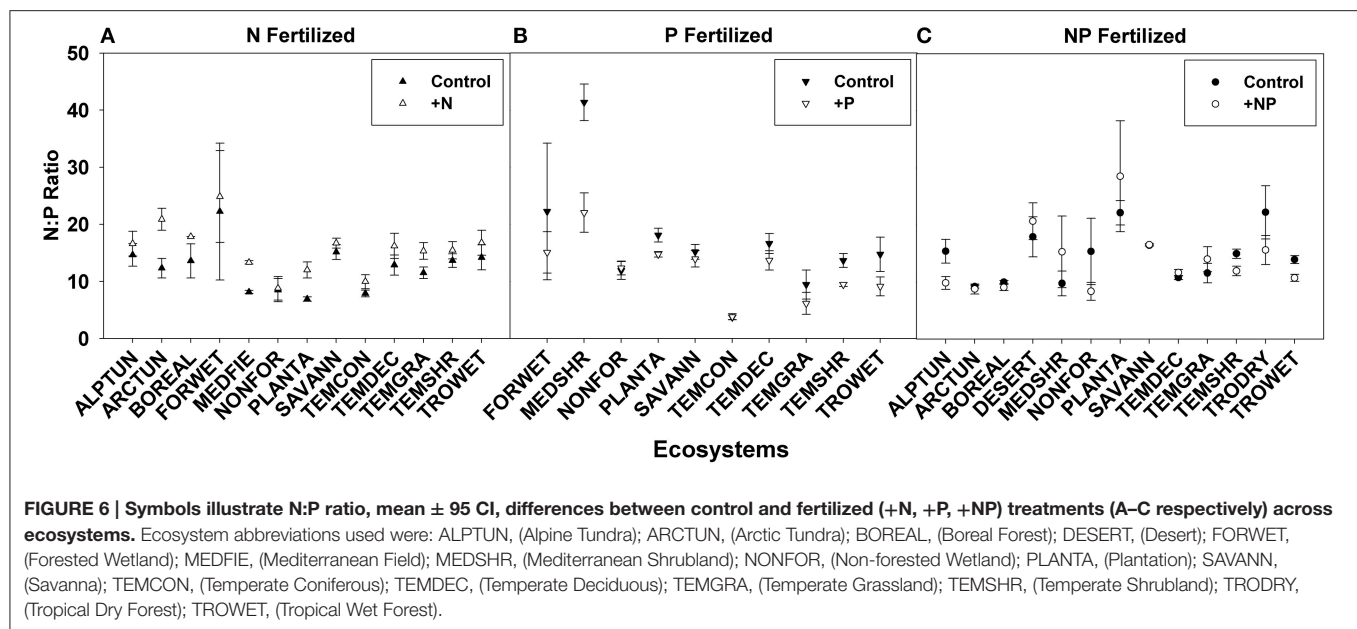 A N Fertilized
B P Fertilized
C NP Fertilized
50
40
30
20
10
0
N:P Ratio
Control
+N
Control
+P
Control
+NP
ALPTUN
ARCTUN
BOREAL
FORWET
MEDFIE
NONFOR
PLANTA
SAVANN
TEMCON
TEMDEC
TEMGRA
TEMSHR
TROWET
FORWET
MEDSHR
NONFOR
PLANTA
SAVANN
TEMCON
TEMDEC
TEMGRA
TEMSHR
TROWET
ALPTUN
ARCTUN
BOREAL
DESERT
MEDSHR
NONFOR
PLANTA
SAVANN
TEMDEC
TEMGRA
TEMSHR
TRODRY
TROWET
Ecosystems
FIGURE 6 | Symbols illustrate N:P ratio, mean ± 95 CI, differences between control and fertilized (+N, +P, +NP) treatments (A–C respectively) across
ecosystems. Ecosystem abbreviations used were: ALPTUN, (Alpine Tundra); ARCTUN, (Arctic Tundra); BOREAL, (Boreal Forest); DESERT, (Desert); FORWET,
(Forested Wetland); MEDFIE, (Mediterranean Field); MEDSHR, (Mediterranean Shrubland); NONFOR, (Non-forested Wetland); PLANTA, (Plantation); SAVANN,
(Savanna); TEMCON, (Temperate Coniferous); TEMDEC, (Temperate Deciduous); TEMGRA, (Temperate Grassland); TEMSHR, (Temperate Shrubland); TRODRY,
(Tropical Dry Forest); TROWET, (Tropical Wet Forest).